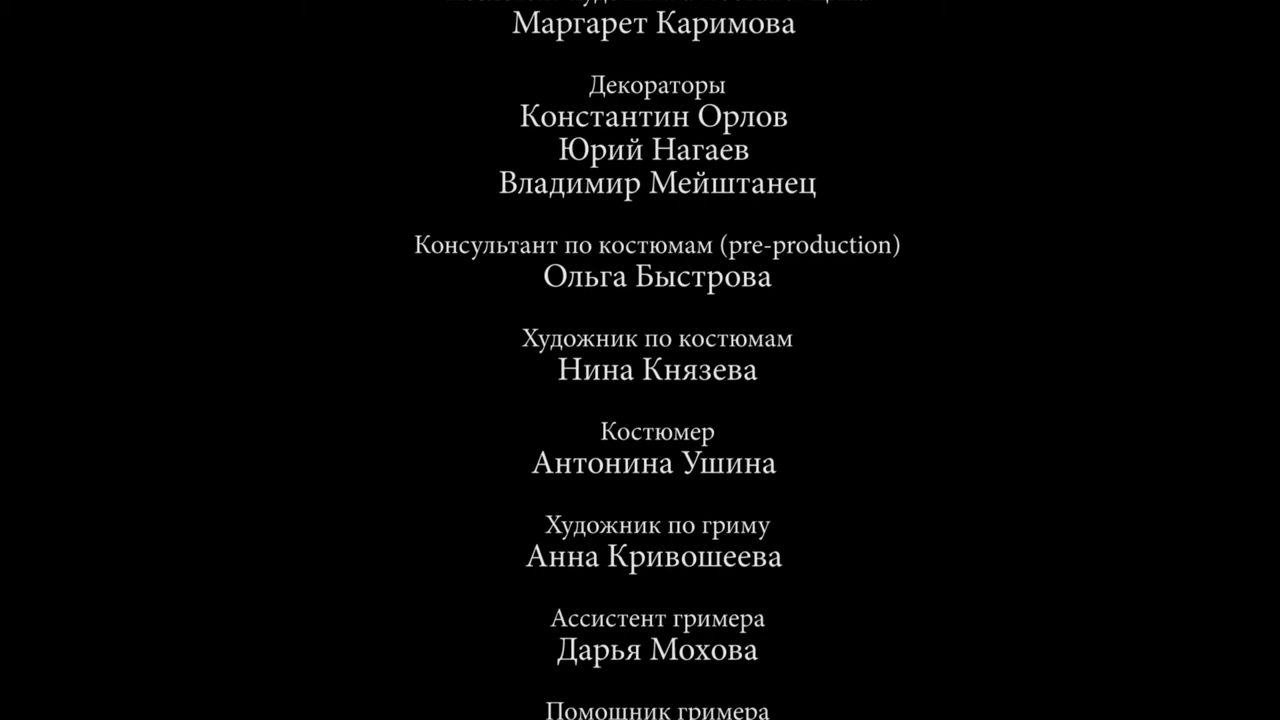 Маргарет Каримова
Декораторы
Константин Орлов
Юрий Нагаев
Владимир Мейштанец
Консультант по костюмам (pre-production)
Ольга Быстрова
Художник по костюмам
Нина Князева
Костюмер
Антонина Ушина
Художник по гриму
Анна Кривошеева
Ассистент гримера
Дарья Мохова
Помощник гримера